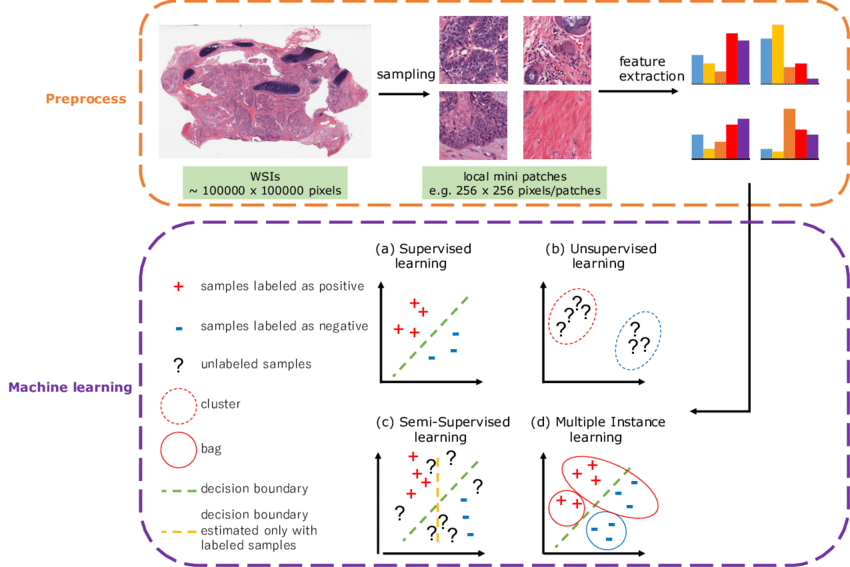 Preprocess
sampling
feature
extraction
WSIs
~ 100000 x 100000 pixels
local mini patches
e.g. 256 x 256 pixels/patches
Machine learning
+ samples labeled as positive
- samples labeled as negative
? unlabeled samples
cluster
bag
decision boundary
decision boundary
estimated only with
labeled samples
(a) Supervised
learning
(b) Unsupervised
learning
(c) Semi-Supervised
learning
(d) Multiple Instance
learning